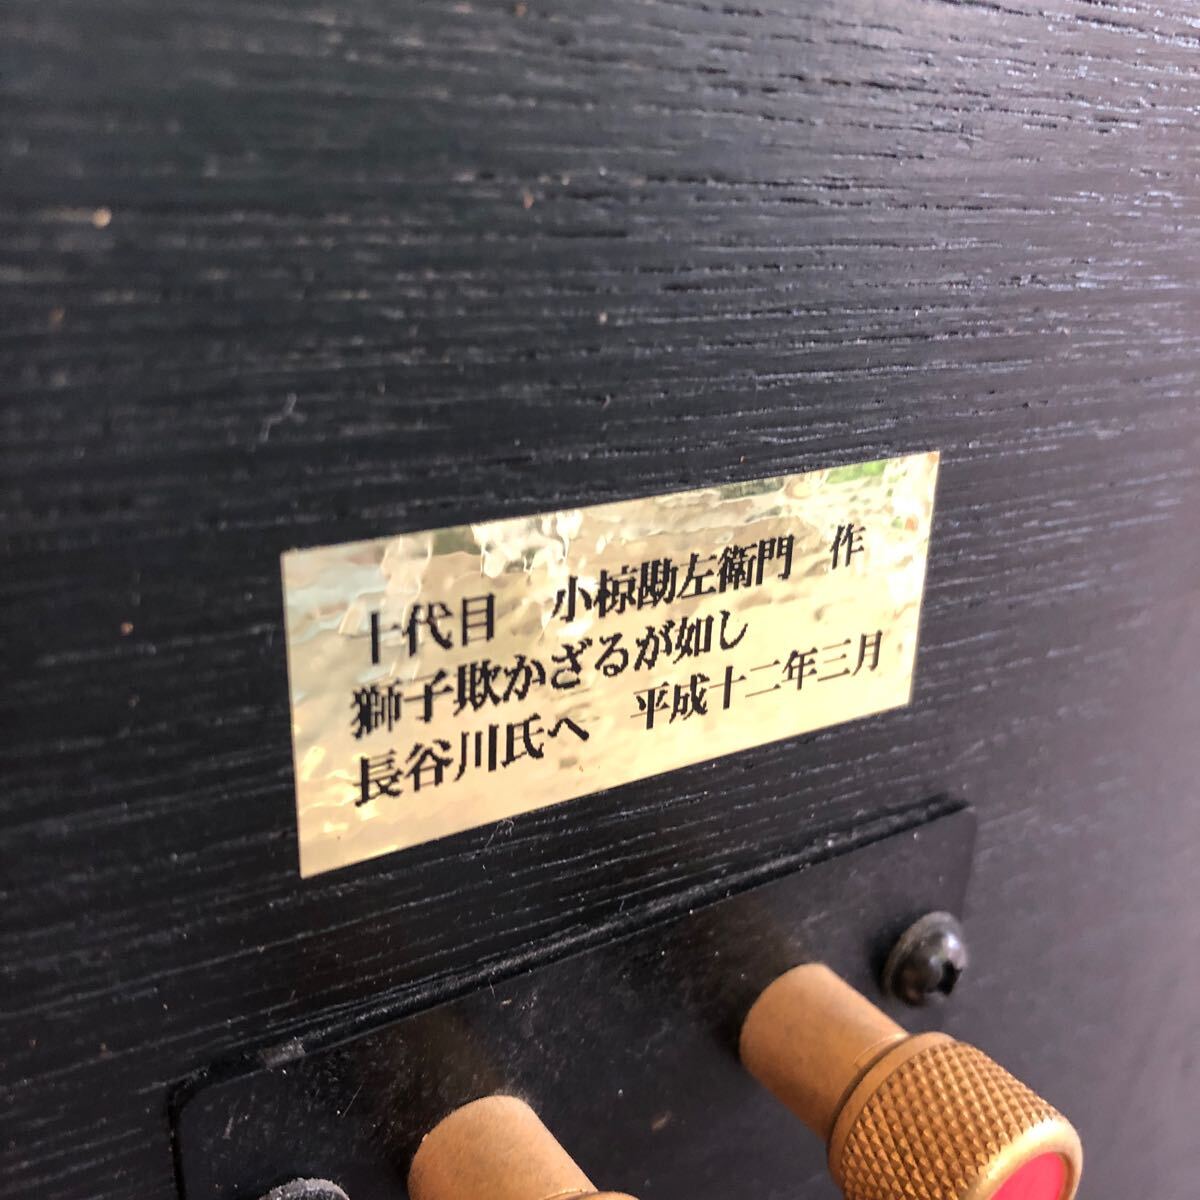 十代目　小椋勘左衛門　作
獅子欺かざるが如し
長谷川氏へ　平成十二年三月